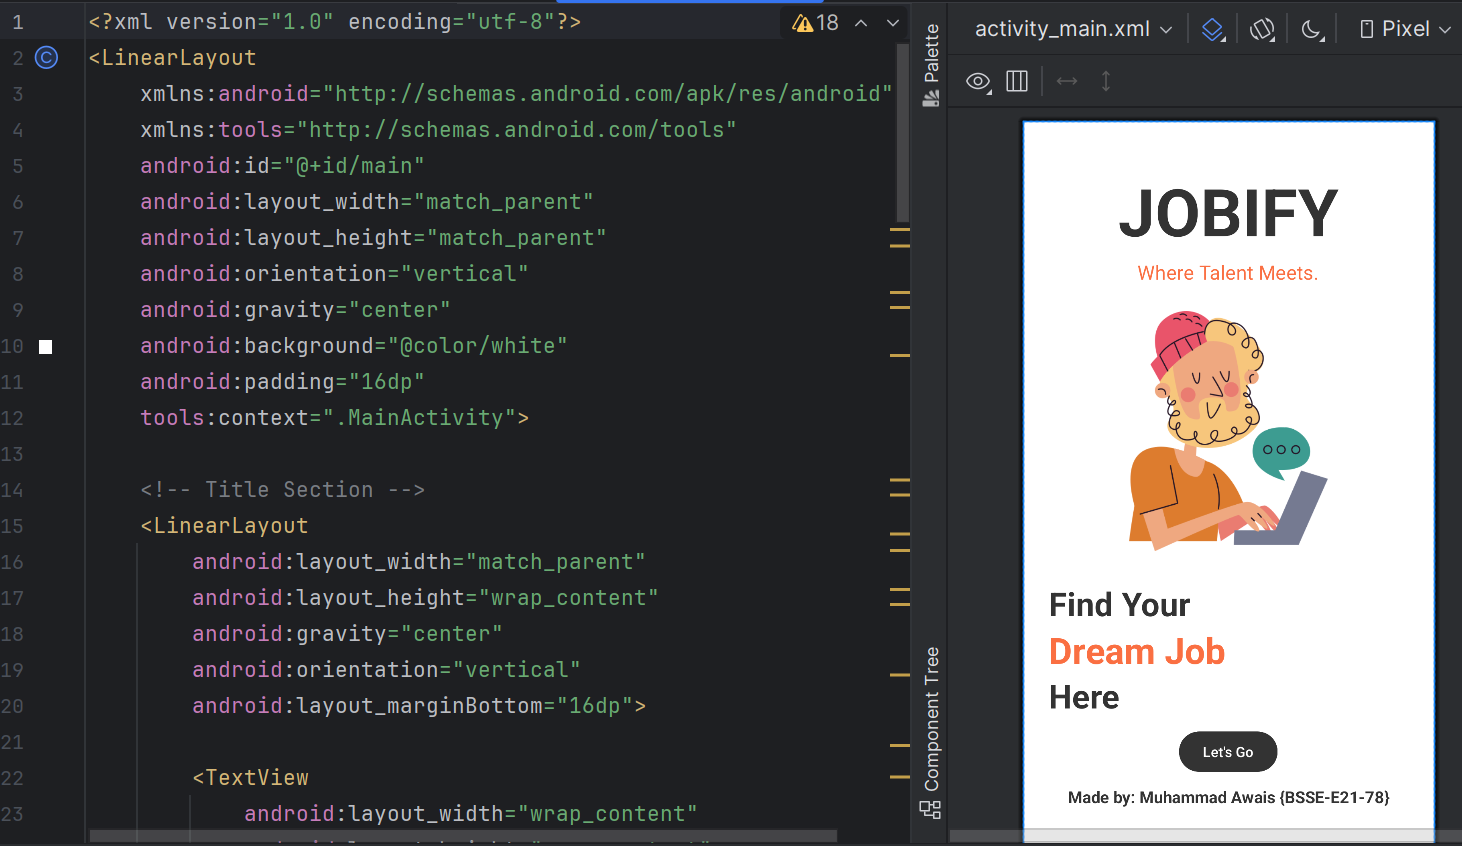 1 <?xml version="1.0" encoding="utf-8"?>
18
2 <LinearLayout
3 xmlns:android="http://schemas.android.com/apk/res/android"
4 xmlns:tools="http://schemas.android.com/tools"
5 android:id="@+id/main"
6 android:layout_width="match_parent"
7 android:layout_height="match_parent"
8 android:orientation="vertical"
9 android:gravity="center"
10 android:background="@color/white"
11 android:padding="16dp"
12 tools:context=".MainActivity">
13
14 <!-- Title Section -->
15 <LinearLayout
16 android:layout_width="match_parent"
17 android:layout_height="wrap_content"
18 android:gravity="center"
19 android:orientation="vertical"
20 android:layout_marginBottom="16dp">
21
22 <TextView
23 android:layout_width="wrap_content"
Palette
Component Tree
activity_main.xml
Pixel
JOBIFY
Where Talent Meets.
Find Your
Dream Job
Here
Let's Go
Made by: Muhammad Awais {BSSE-E21-78}